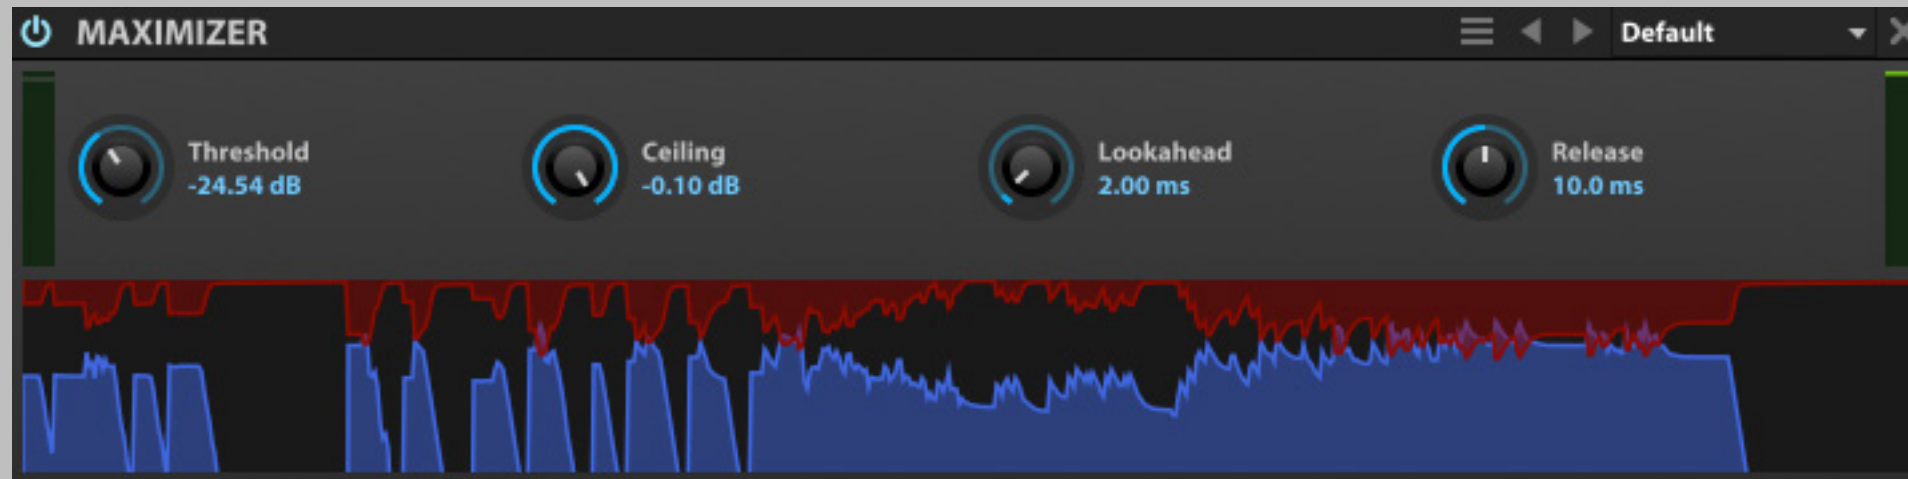 MAXIMIZER
Default
Threshold
-24.54 dB
Ceiling
-0.10 dB
Lookahead
2.00 ms
Release
10.0 ms